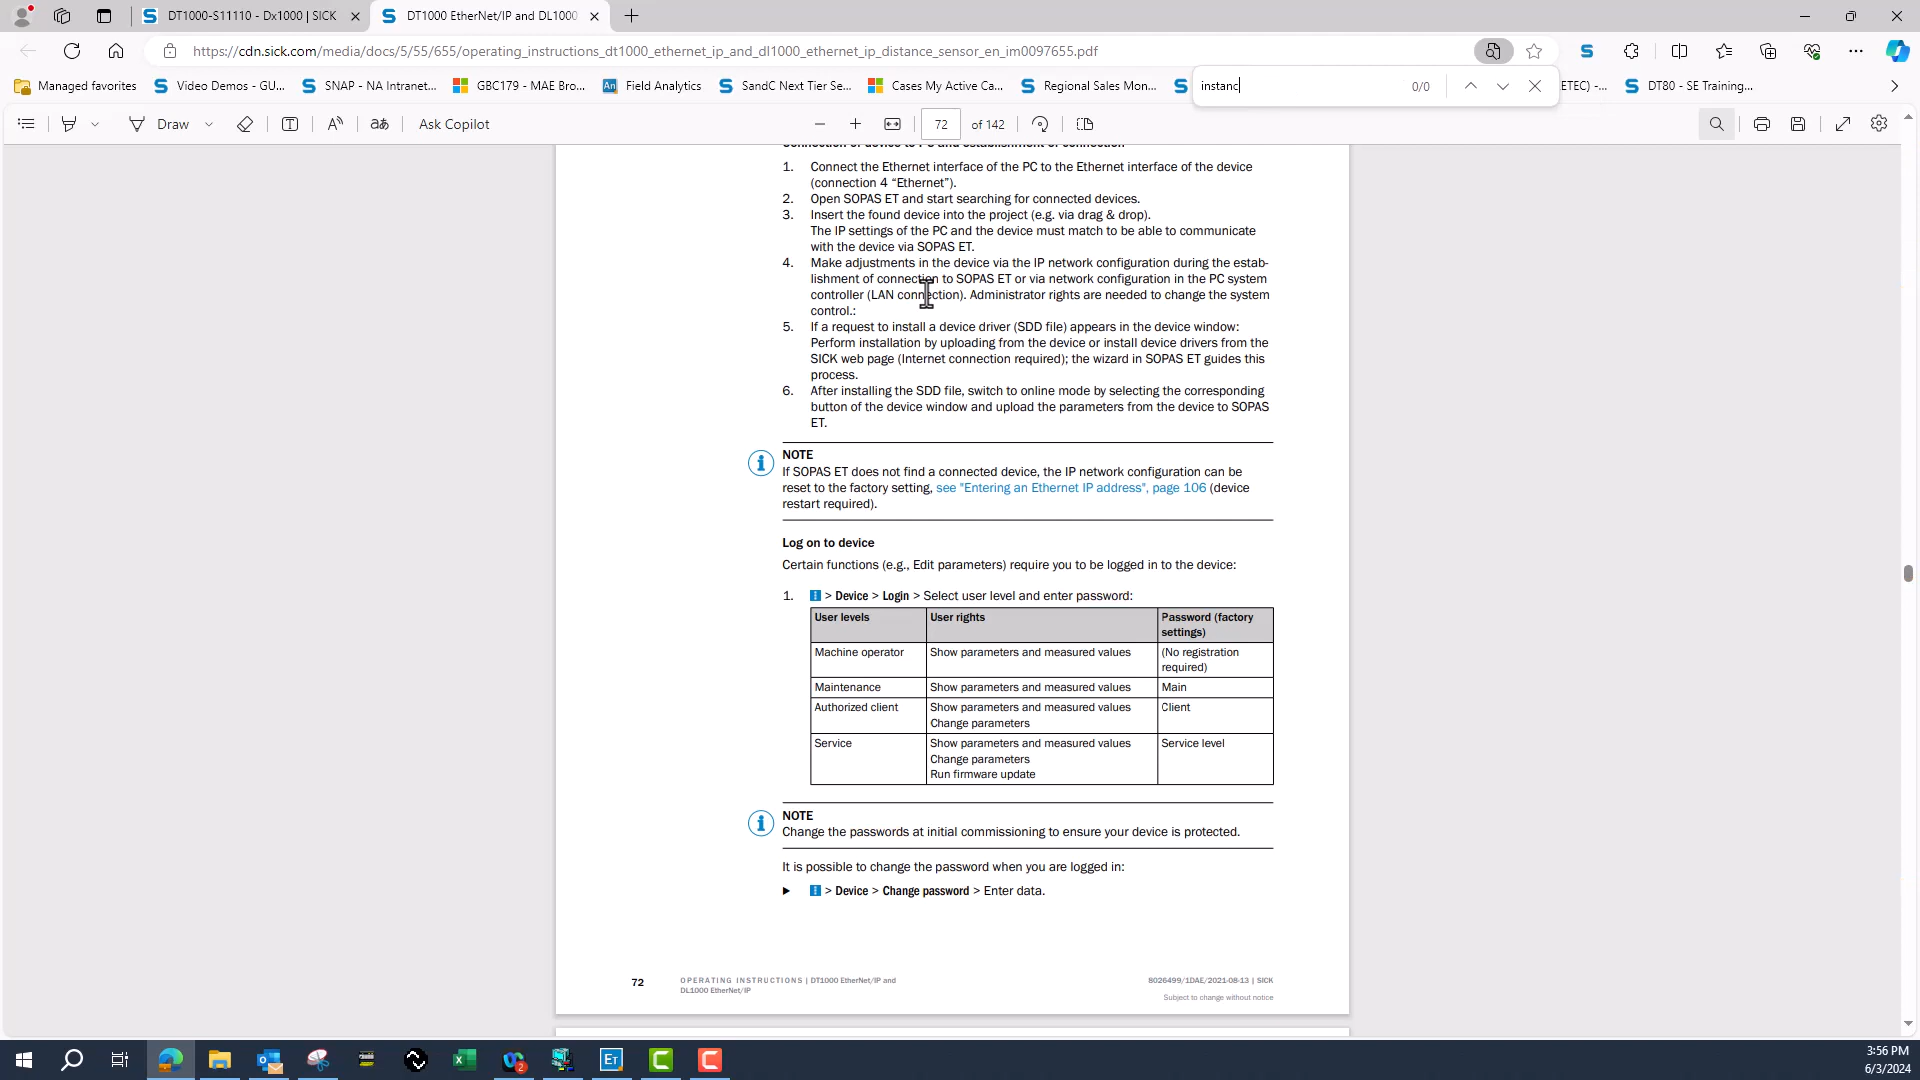 DT1000-S11110 - Dx1000 | SICK
DT1000 EtherNet/IP and DL1000
https://cdn.sick.com/media/docs/5/55/655/operating_instructions_dt1000_ethernet_ip_and_dl1000_ethernet_ip_distance_sensor_en_im0097655.pdf
Managed favorites
Video Demos - GU...
SNAP - NA Intranet...
GBC179 - MAE Bro...
An
Field Analytics
SandC Next Tier Se...
Cases My Active Ca...
Regional Sales Mon...
ETEC) -...
DT80 - SE Training...
instanc
0/0
Draw
Ask Copilot
72 of 142
1. Connect the Ethernet interface of the PC to the Ethernet interface of the device
(connection 4 “Ethernet”).
2. Open SOPAS ET and start searching for connected devices.
3. Insert the found device into the project (e.g. via drag & drop).
The IP settings of the PC and the device must match to be able to communicate
with the device via SOPAS ET.
4. Make adjustments in the device via the IP network configuration during the estab-
lishment of connection to SOPAS ET or via network configuration in the PC system
controller (LAN connection). Administrator rights are needed to change the system
control.:
5. If a request to install a device driver (SDD file) appears in the device window:
Perform installation by uploading from the device or install device drivers from the
SICK web page (Internet connection required); the wizard in SOPAS ET guides this
process.
6. After installing the SDD file, switch to online mode by selecting the corresponding
button of the device window and upload the parameters from the device to SOPAS
ET.
NOTE
If SOPAS ET does not find a connected device, the IP network configuration can be
reset to the factory setting, see "Entering an Ethernet IP address", page 106 (device
restart required).
Log on to device
Certain functions (e.g., Edit parameters) require you to be logged in to the device:
1. > Device > Login > Select user level and enter password:
User levels User rights Password (factory
settings)
Machine operator Show parameters and measured values (No registration
required)
Maintenance Show parameters and measured values Main
Authorized client Show parameters and measured values Client
Change parameters
Service Show parameters and measured values Service level
Change parameters
Run firmware update
NOTE
Change the passwords at initial commissioning to ensure your device is protected.
It is possible to change the password when you are logged in:
► > Device > Change password > Enter data.
72 OPERATING INSTRUCTIONS | DT1000 EtherNet/IP and
DL1000 EtherNet/IP
8026499/1DAE/2021-08-13 | SICK
Subject to change without notice
3:56 PM
6/3/2024